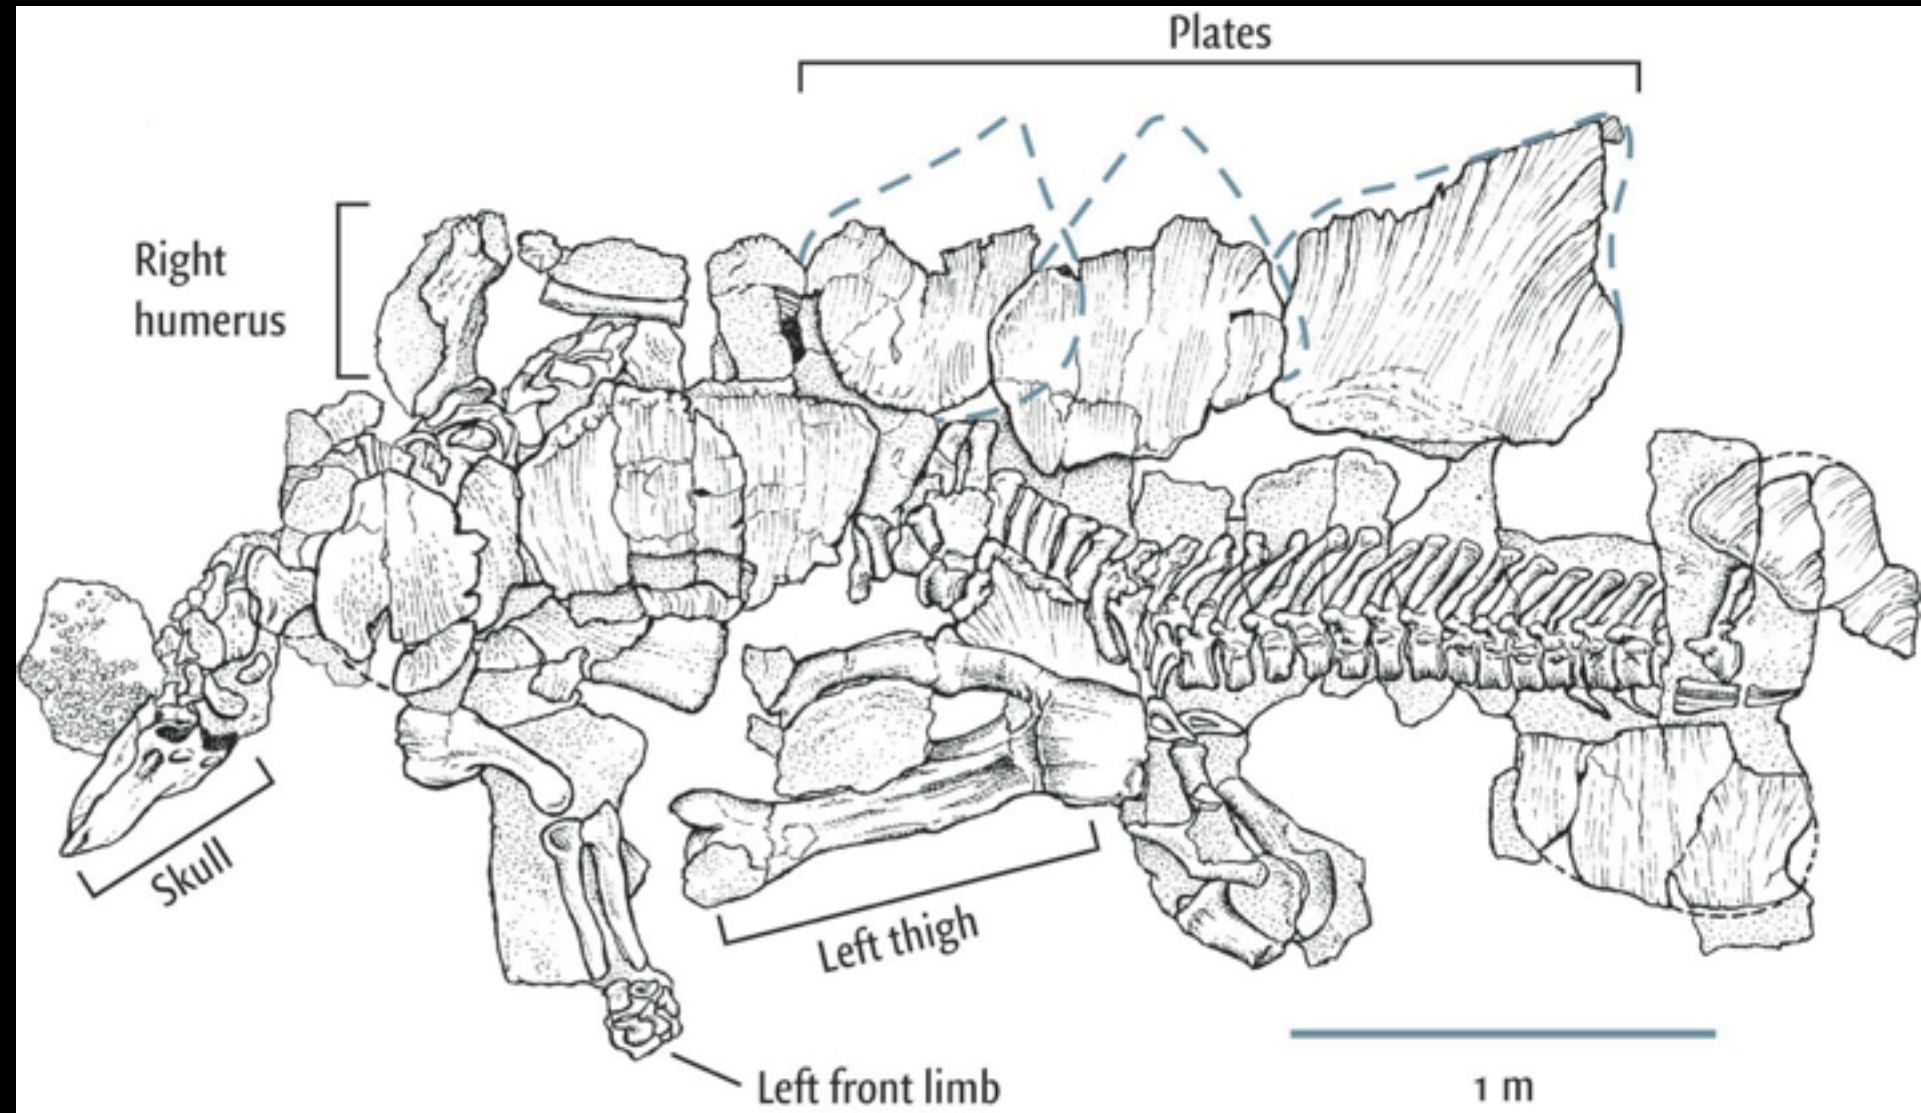 Plates
Right
humerus
Skull
Left thigh
Left front limb
1 m